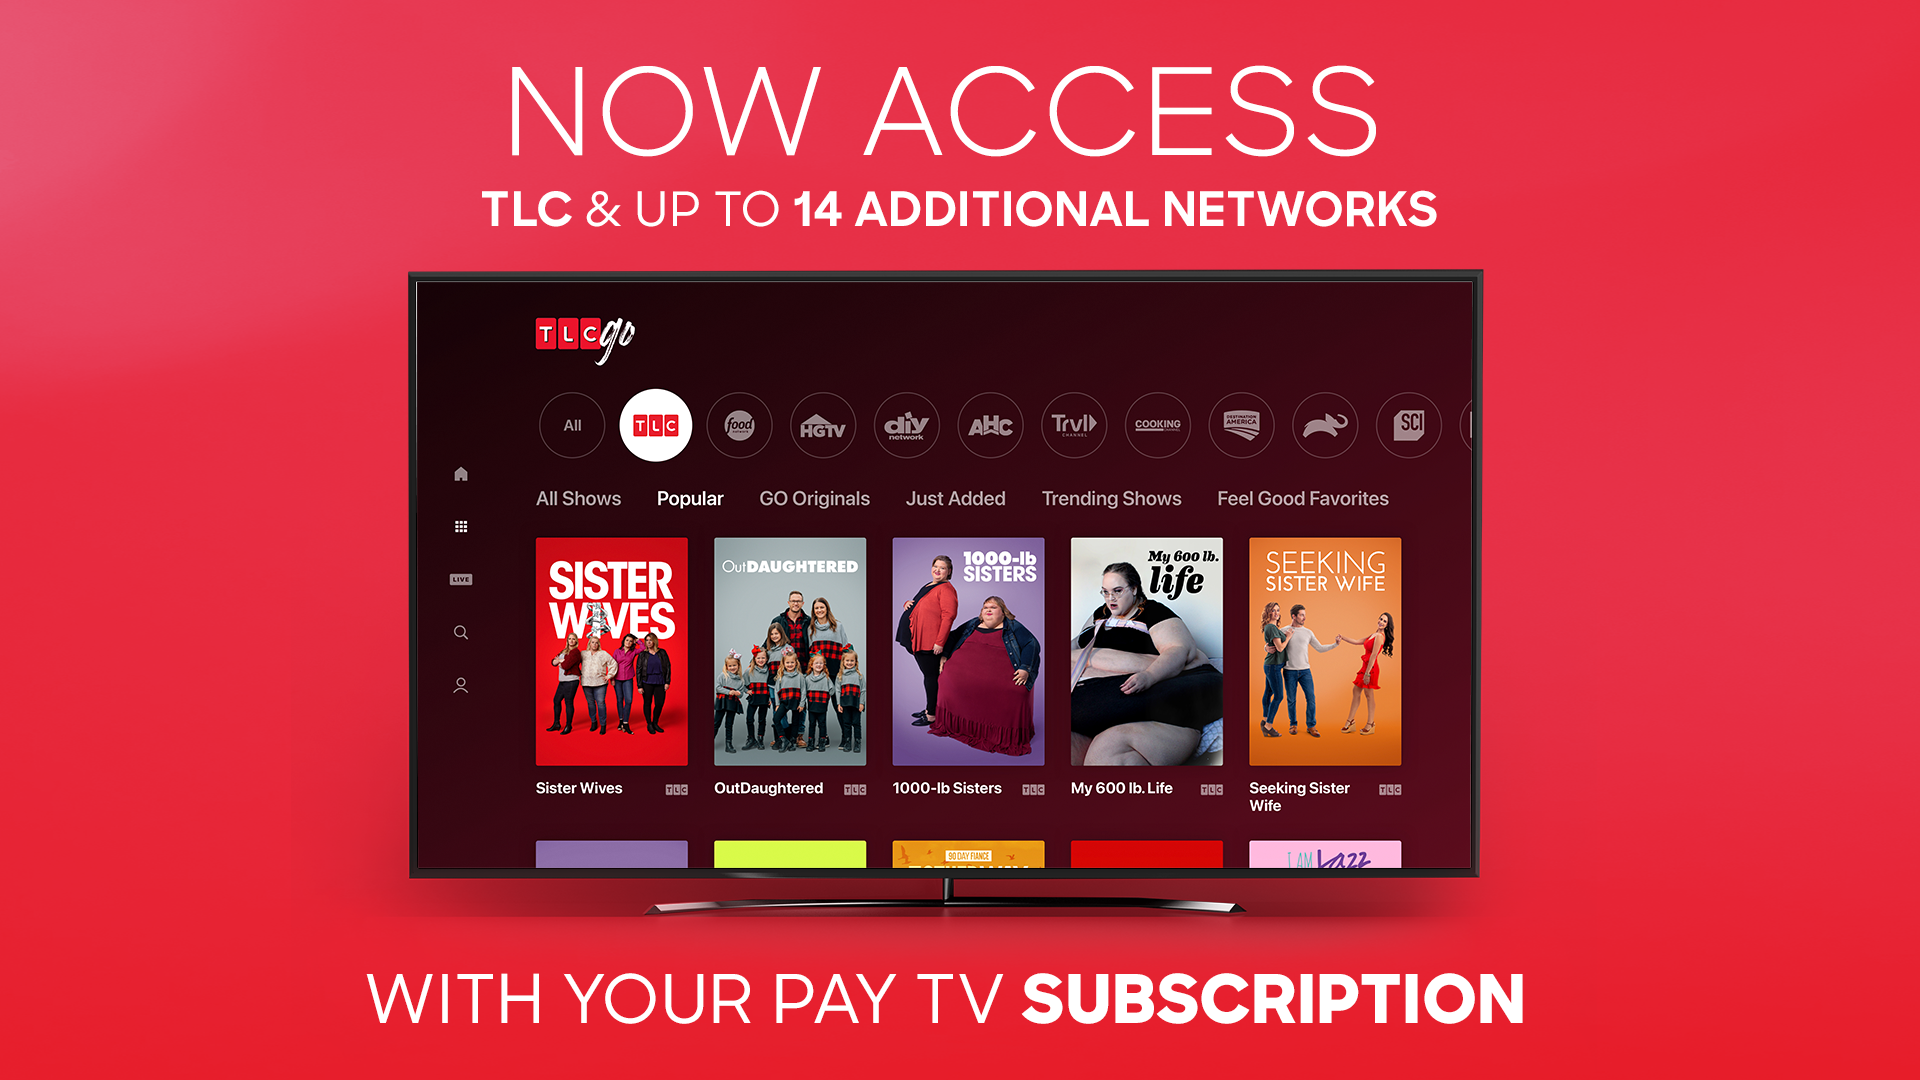 NOW ACCESS
TLC & UP TO 14 ADDITIONAL NETWORKS
TLC go
All
TLC
food network
HGTV
diy network
AHC
Trvl CHANNEL
COOKING
DESTINATION AMERICA
SCI
All Shows Popular GO Originals Just Added Trending Shows Feel Good Favorites
LIVE
SISTER
WIVES
OutDAUGHTERED
1000-lb
SISTERS
My 600 lb.
life
SEEKING
SISTER WIFE
Sister Wives TLC
OutDaughtered TLC
1000-lb Sisters TLC
My 600 lb. Life TLC
Seeking Sister TLC
Wife
90 DAY FIANCE
I AM Jazz
WITH YOUR PAY TV SUBSCRIPTION